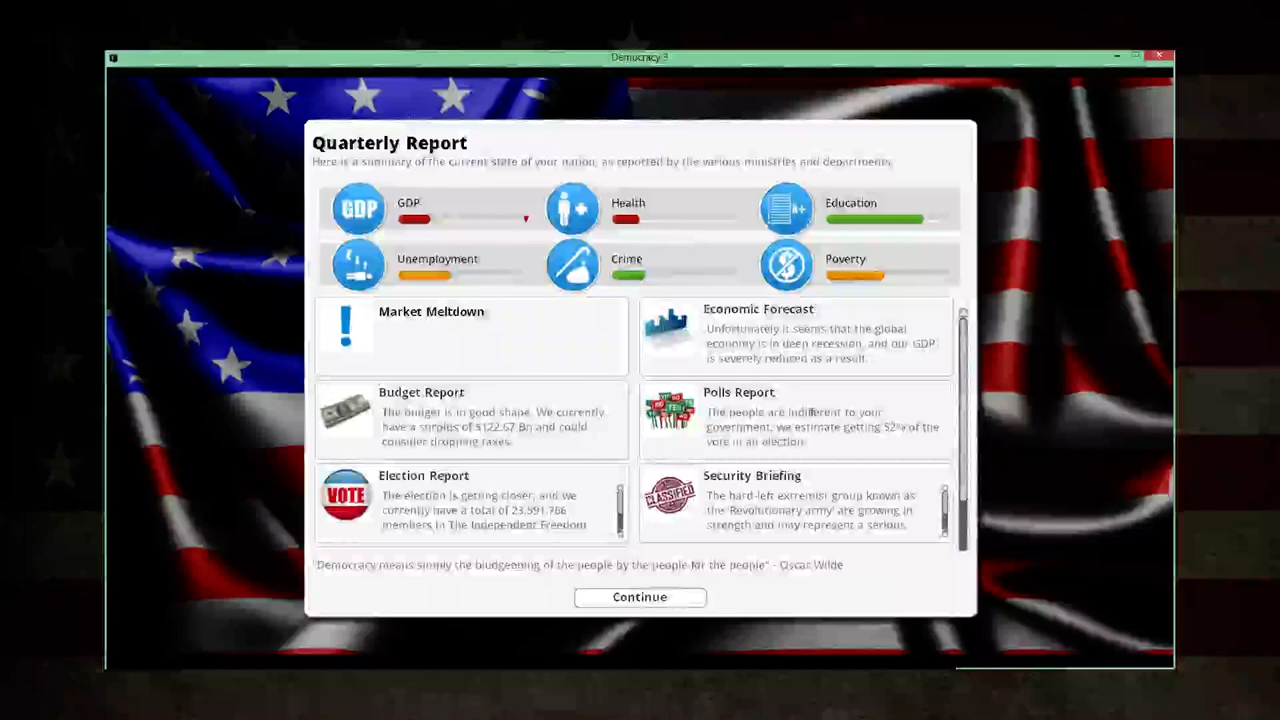 Democracy 3
Quarterly Report
Here is a summary of the current state of your nation, as reported by the various ministries and departments.
GDP
GDP
Health
A+
Education
Unemployment
Crime
Poverty
Market Meltdown
Economic Forecast
Unfortunately it seems that the global
economy is in deep recession, and our GDP
is severely reduced as a result.
Budget Report
The budget is in good shape. We currently
have a surplus of $122.67 Bn and could
consider dropping taxes.
Polls Report
The people are indifferent to your
government, we estimate getting 52% of the
vote in an election.
VOTE
Election Report
The election is getting closer, and we
currently have a total of 23,591,766
members in The Independent Freedom
CLASSIFIED
Security Briefing
The hard-left extremist group known as
the 'Revolutionary army' are growing in
strength and may represent a serious
"Democracy means simply the bludgeoning of the people by the people for the people" - Oscar Wilde
Continue